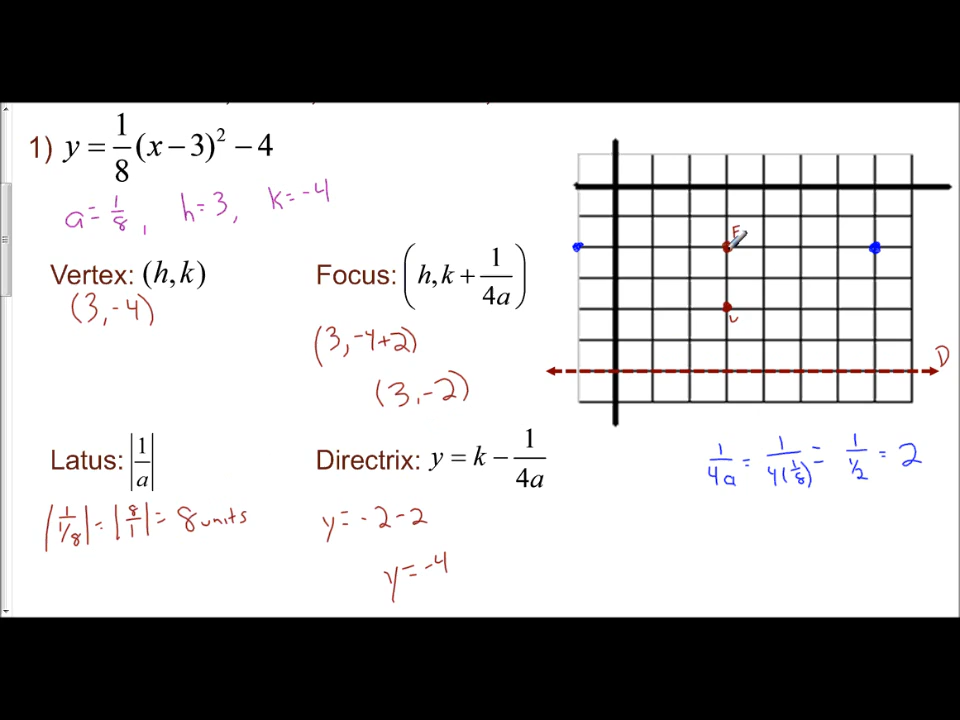 1) y = 1/8 (x − 3)² − 4
a = 1/8 , h = 3, k = -4
Vertex: (h, k)
(3, -4)
Focus: (h, k + 1/4a)
(3, -4+2)
(3, -2)
Latus: |1/a|
|1/1/8| = |8/1| = 8 units
Directrix: y = k − 1/4a
y = -2-2
y = -4
F
V
D
1/4a = 1/4(1/8) = 1/1/2 = 2